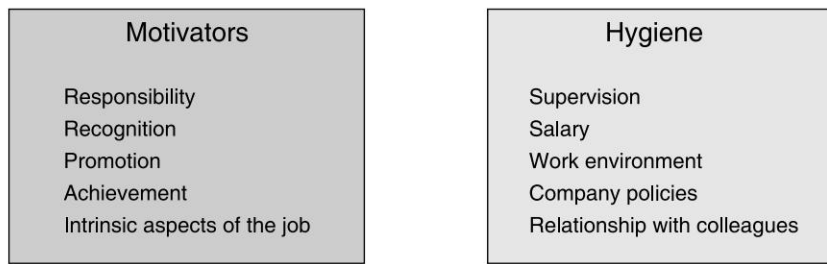 Motivators
Responsibility
Recognition
Promotion
Achievement
Intrinsic aspects of the job
Hygiene
Supervision
Salary
Work environment
Company policies
Relationship with colleagues